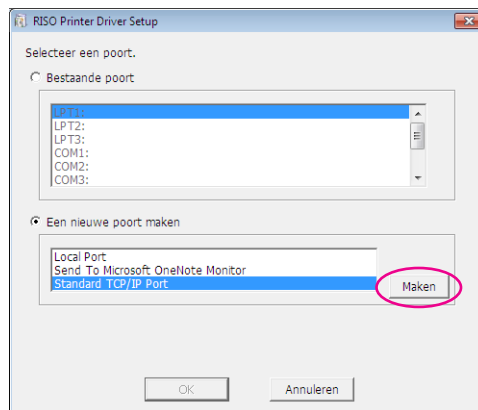 RISO Printer Driver Setup
Selecteer een poort.
Bestaande poort
LPT1:
LPT2:
LPT3:
COM1:
COM2:
COM3:
Een nieuwe poort maken
Local Port
Send To Microsoft OneNote Monitor
Standard TCP/IP Port
Maken
OK
Annuleren